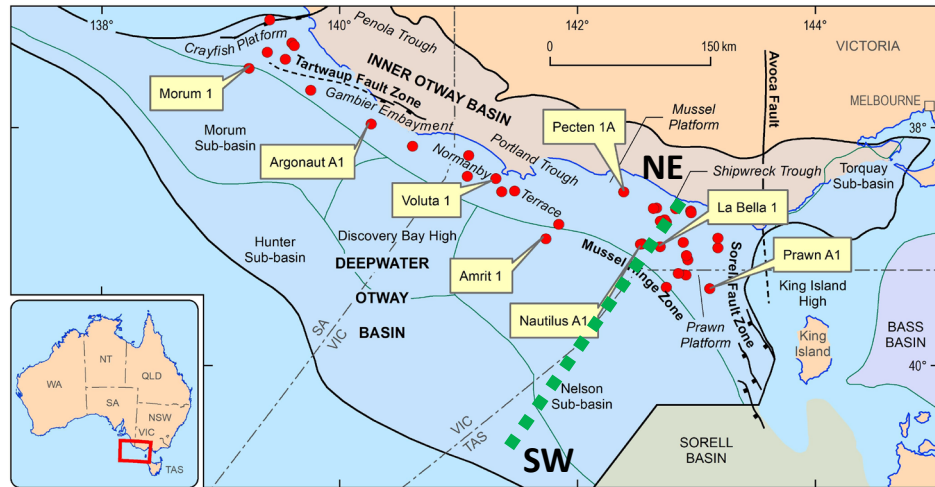 138°
140°
142°
144°
Penola Trough
Crayfish Platform
0
150 km
VICTORIA
Tartwaup Fault Zone
INNER OTWAY BASIN
Avoca Fault
MELBOURNE
Morum 1
Gambier Embayment
Mussel
Platform
38°
Morum
Sub-basin
Pecten 1A
Argonaut A1
Normanby
Terrace
Portland Trough
NE
Shipwreck Trough
Torquay
Sub-basin
Voluta 1
La Bella 1
Hunter
Sub-basin
Discovery Bay High
DEEPWATER
OTWAY
BASIN
Amrit 1
Mussel Hinge Zone
Sorell Fault Zone
Prawn A1
King Island
High
SA
VIC
Nautilus A1
Prawn
Platform
King
Island
BASS
BASIN
40°
Nelson
Sub-basin
VIC
TAS
SW
SORELL
BASIN
NT
WA
QLD
SA
NSW
VIC
TAS